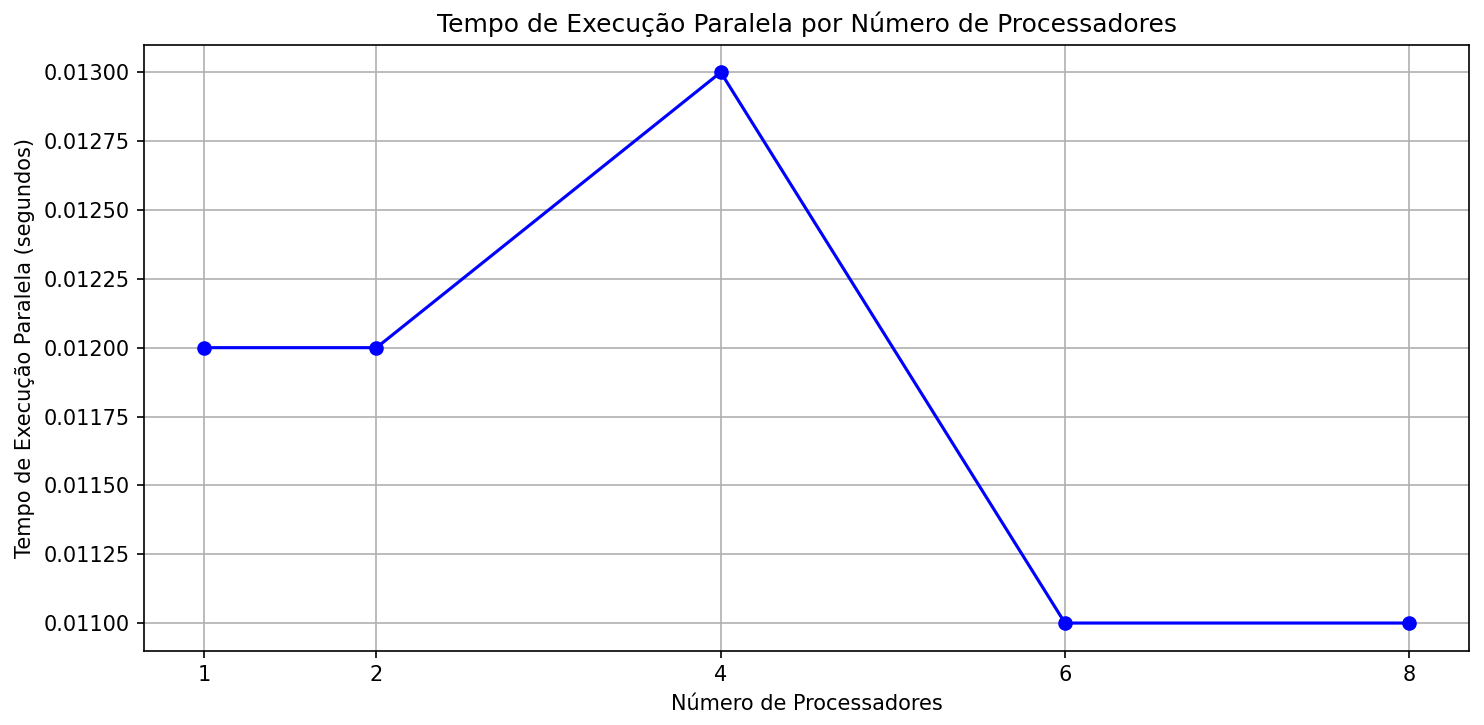 Tempo de Execução Paralela por Número de Processadores
Tempo de Execução Paralela (segundos)
0.01300
0.01275
0.01250
0.01225
0.01200
0.01175
0.01150
0.01125
0.01100
1 2 4 6 8
Número de Processadores